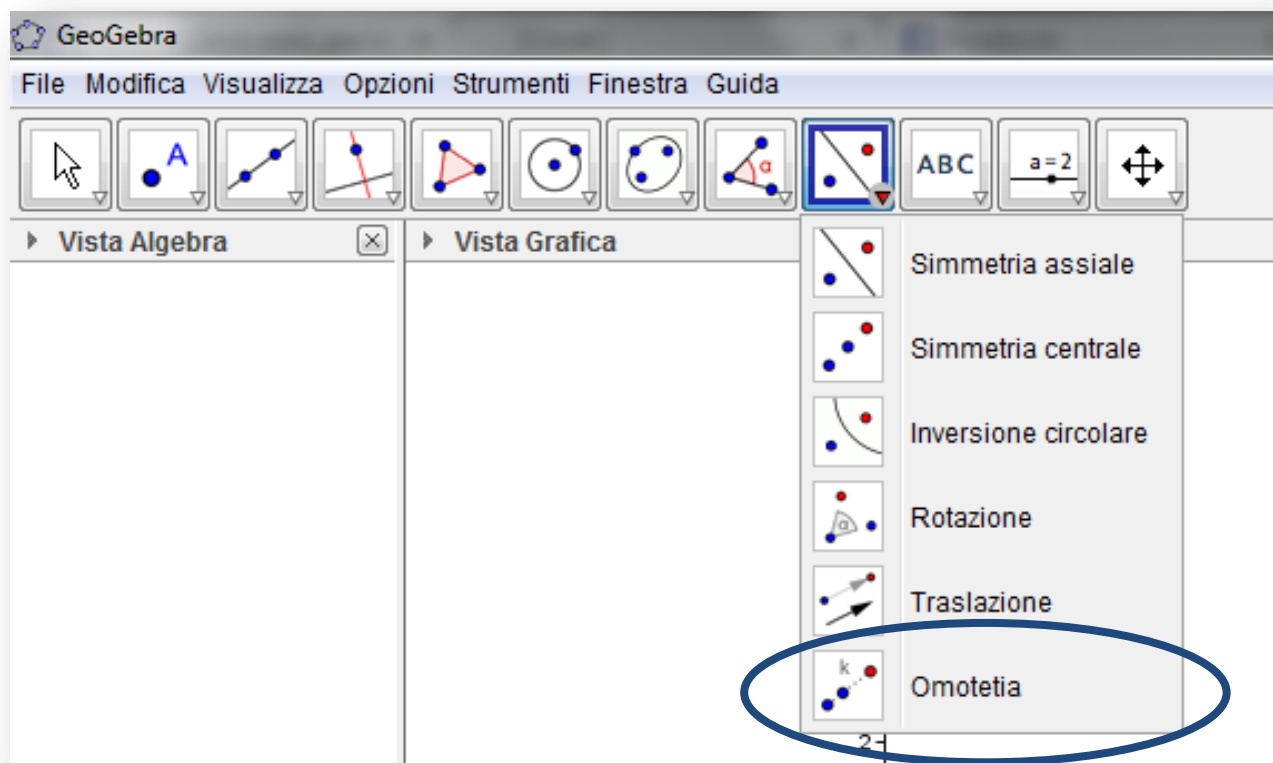 GeoGebra
File Modifica Visualizza Opzioni Strumenti Finestra Guida
A α ABC a=2
Vista Algebra Vista Grafica
Simmetria assiale
Simmetria centrale
Inversione circolare
α Rotazione
Traslazione
k Omotetia
2